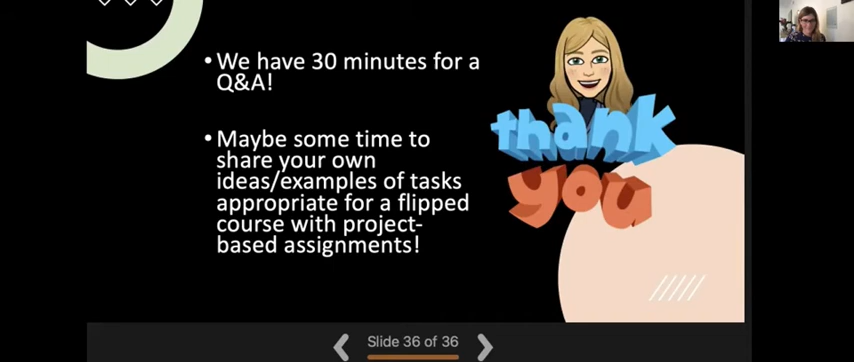 • We have 30 minutes for a
Q&A!
• Maybe some time to
share your own
ideas/examples of tasks
appropriate for a flipped
course with project-
based assignments!
thank
you
Slide 36 of 36